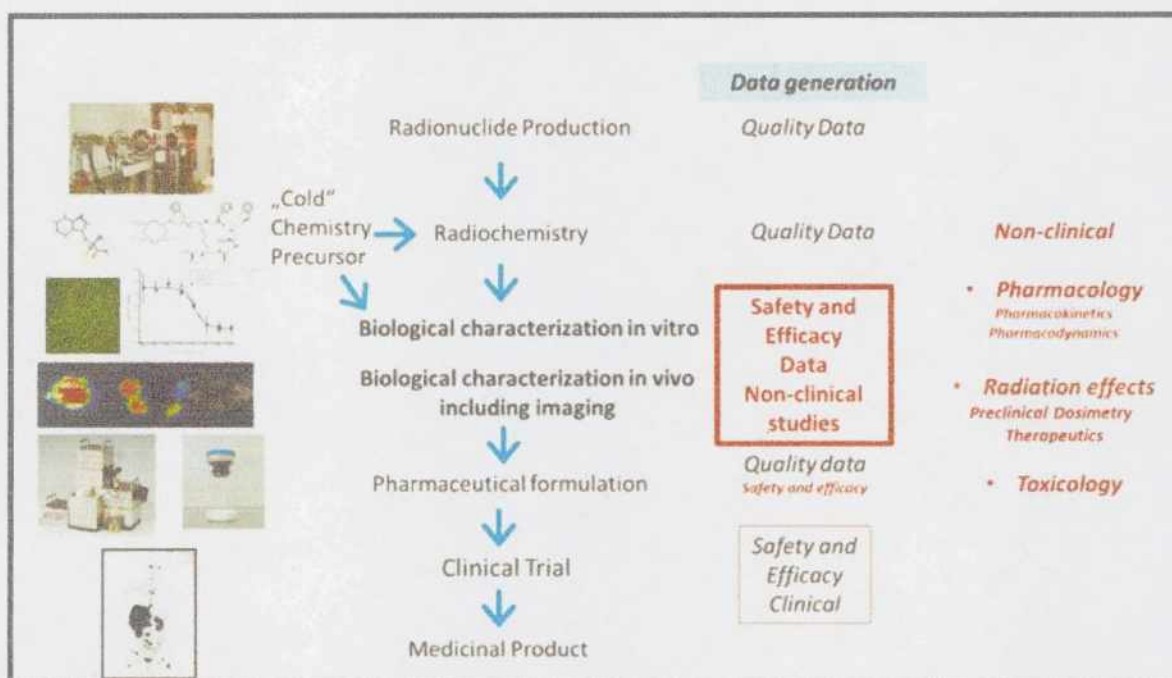 Data generation
Radionuclide Production
Quality Data
„Cold“
Chemistry
Precursor
Radiochemistry
Quality Data
Non-clinical
Biological characterization in vitro
Biological characterization in vivo
including imaging
Safety and
Efficacy
Data
Non-clinical
studies
• Pharmacology
Pharmacokinetics
Pharmacodynamics
• Radiation effects
Preclinical Dosimetry
Therapeutics
Pharmaceutical formulation
Quality data
Safety and efficacy
• Toxicology
Clinical Trial
Safety and
Efficacy
Clinical
Medicinal Product